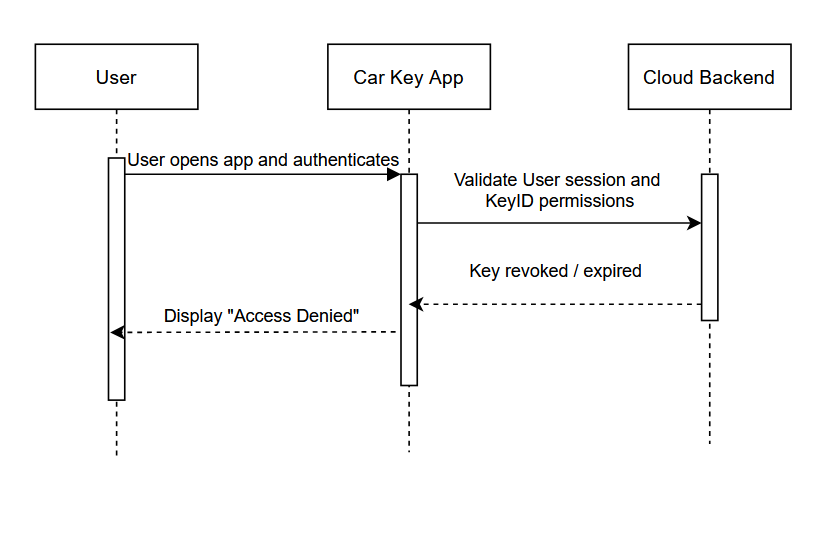 User
Car Key App
Cloud Backend
User opens app and authenticates
Validate User session and
KeyID permissions
Key revoked / expired
Display "Access Denied"